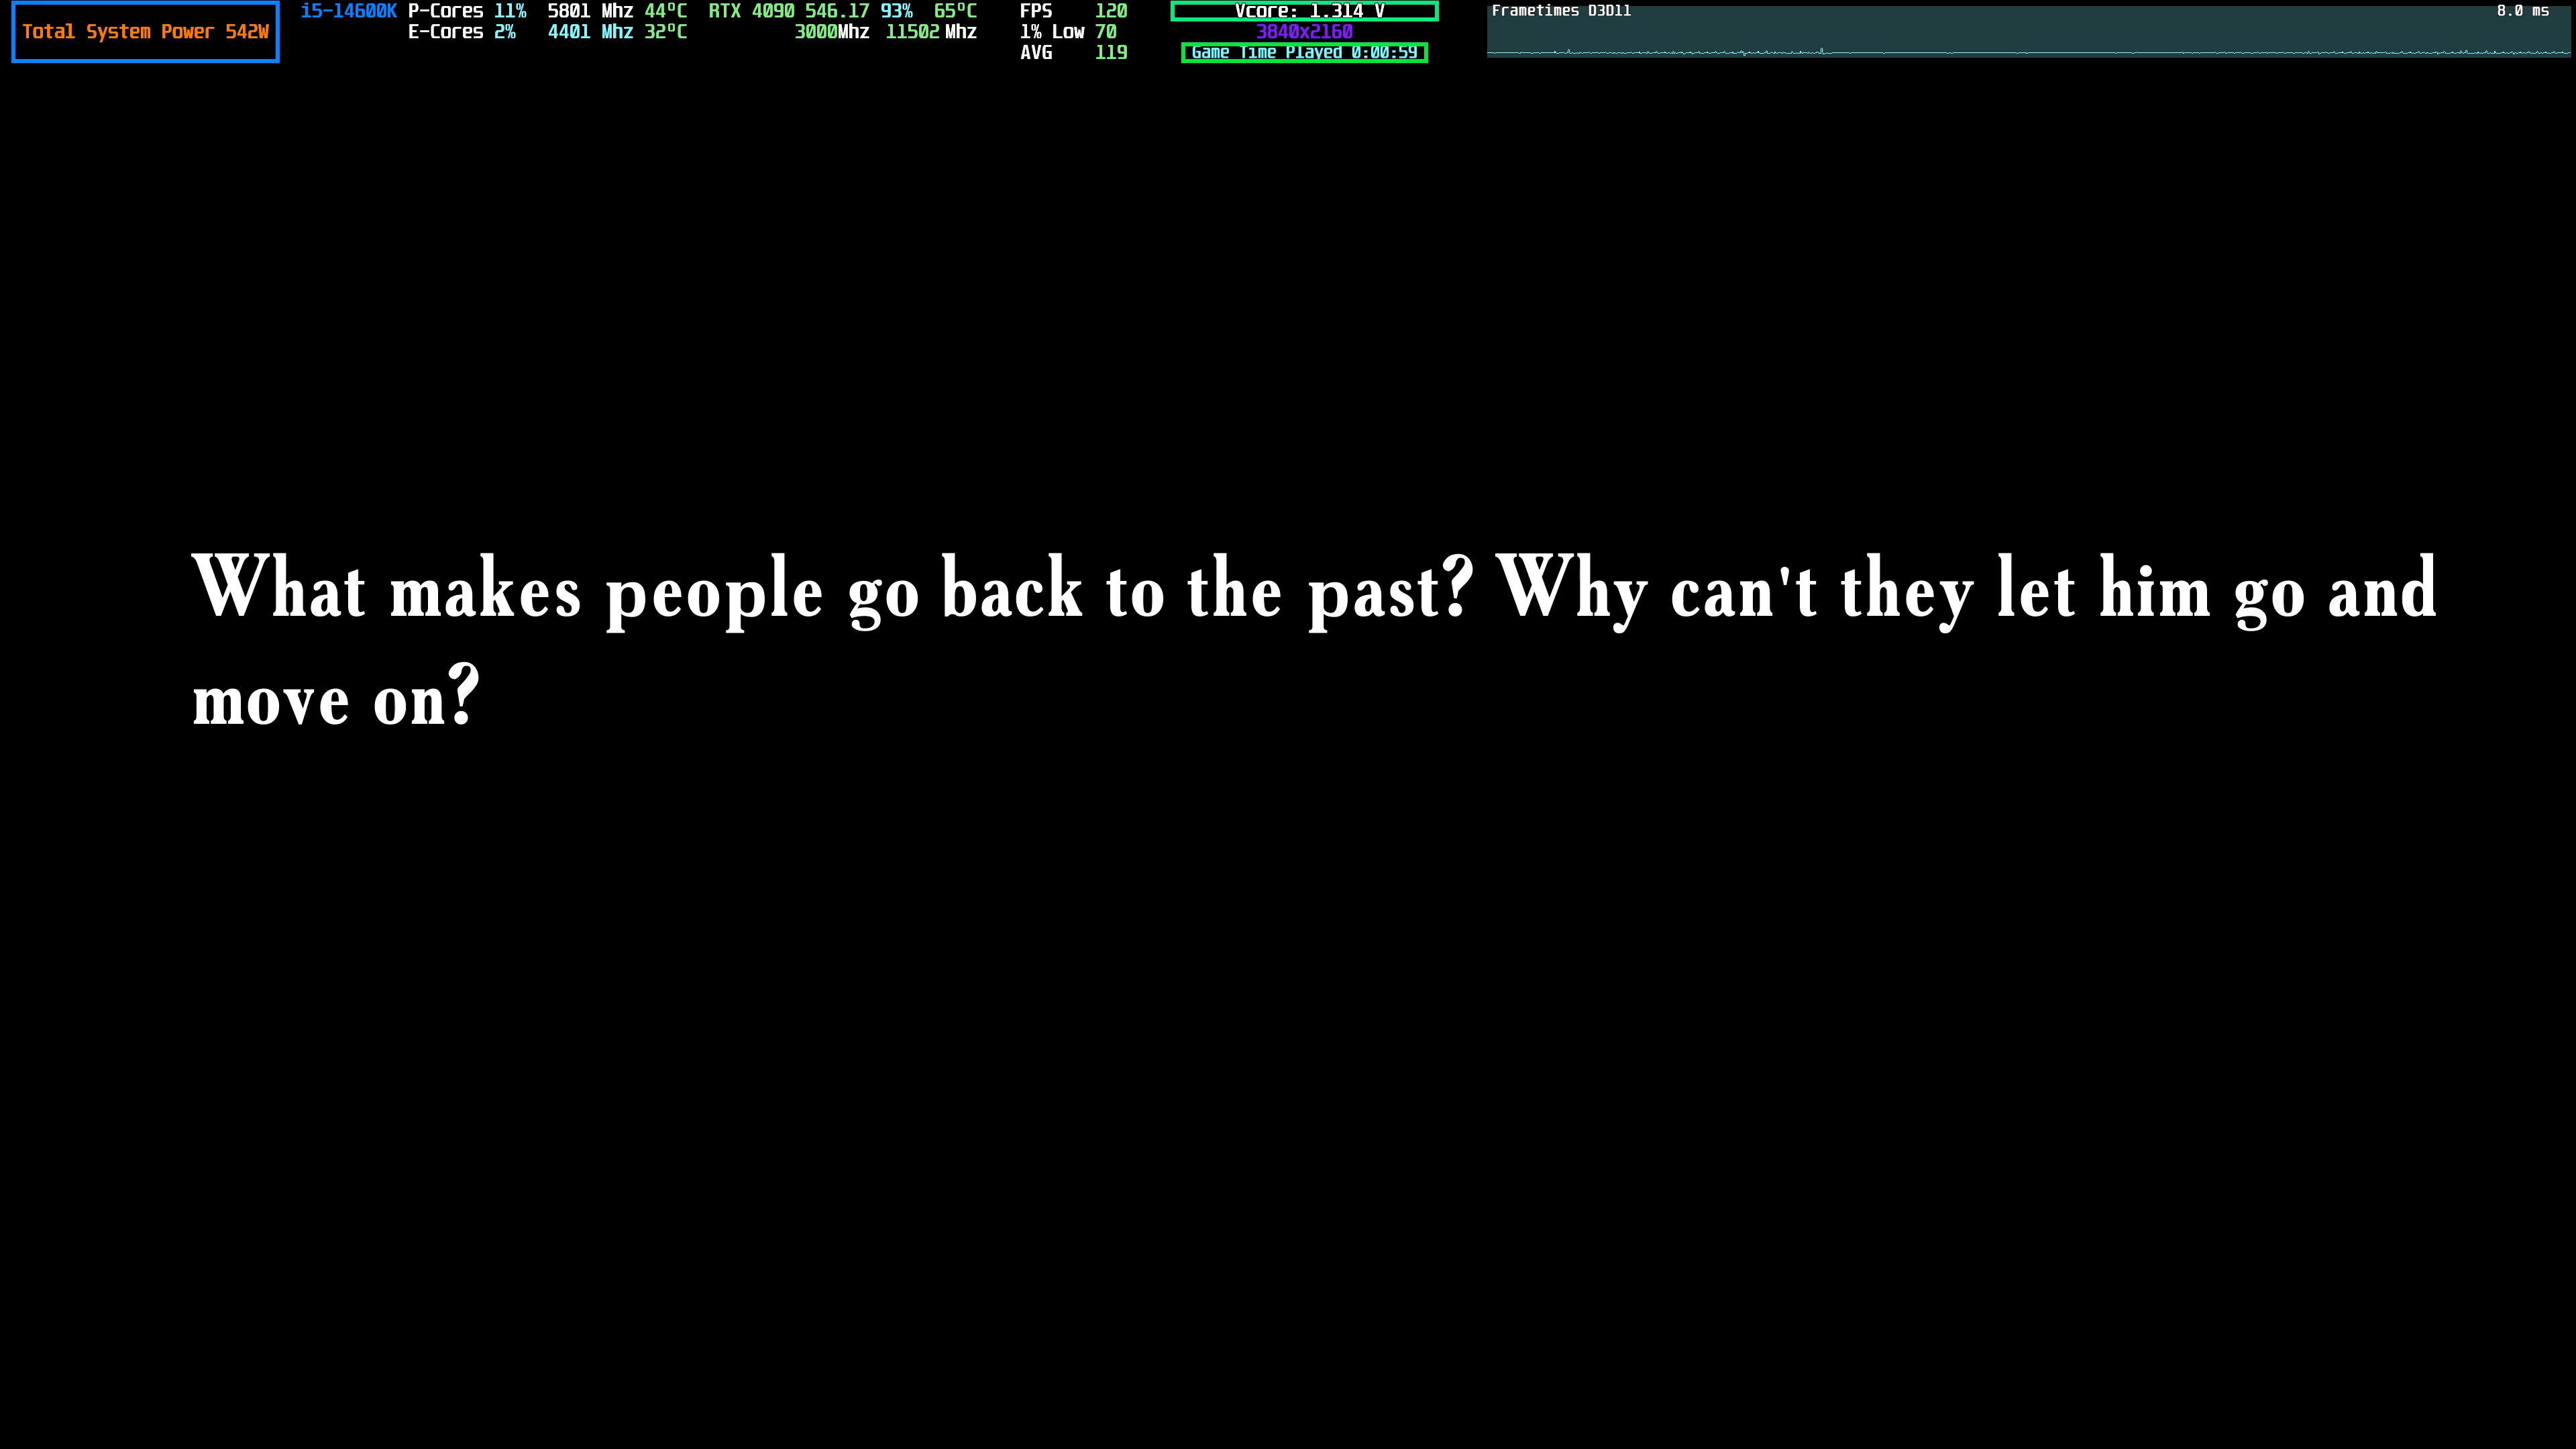 Total System Power 542W
i5-14600K P-Cores 11% 5801 Mhz 44°C RTX 4090 546.17 93% 65°C FPS 120
E-Cores 2% 4401 Mhz 32°C 3000Mhz 11502 Mhz 1% Low 70
AVG 119
Vcore: 1.314 V
3840x2160
Game Time Played 0:00:59
Frametimes D3D11 8.0 ms
What makes people go back to the past? Why can't they let him go and
move on?